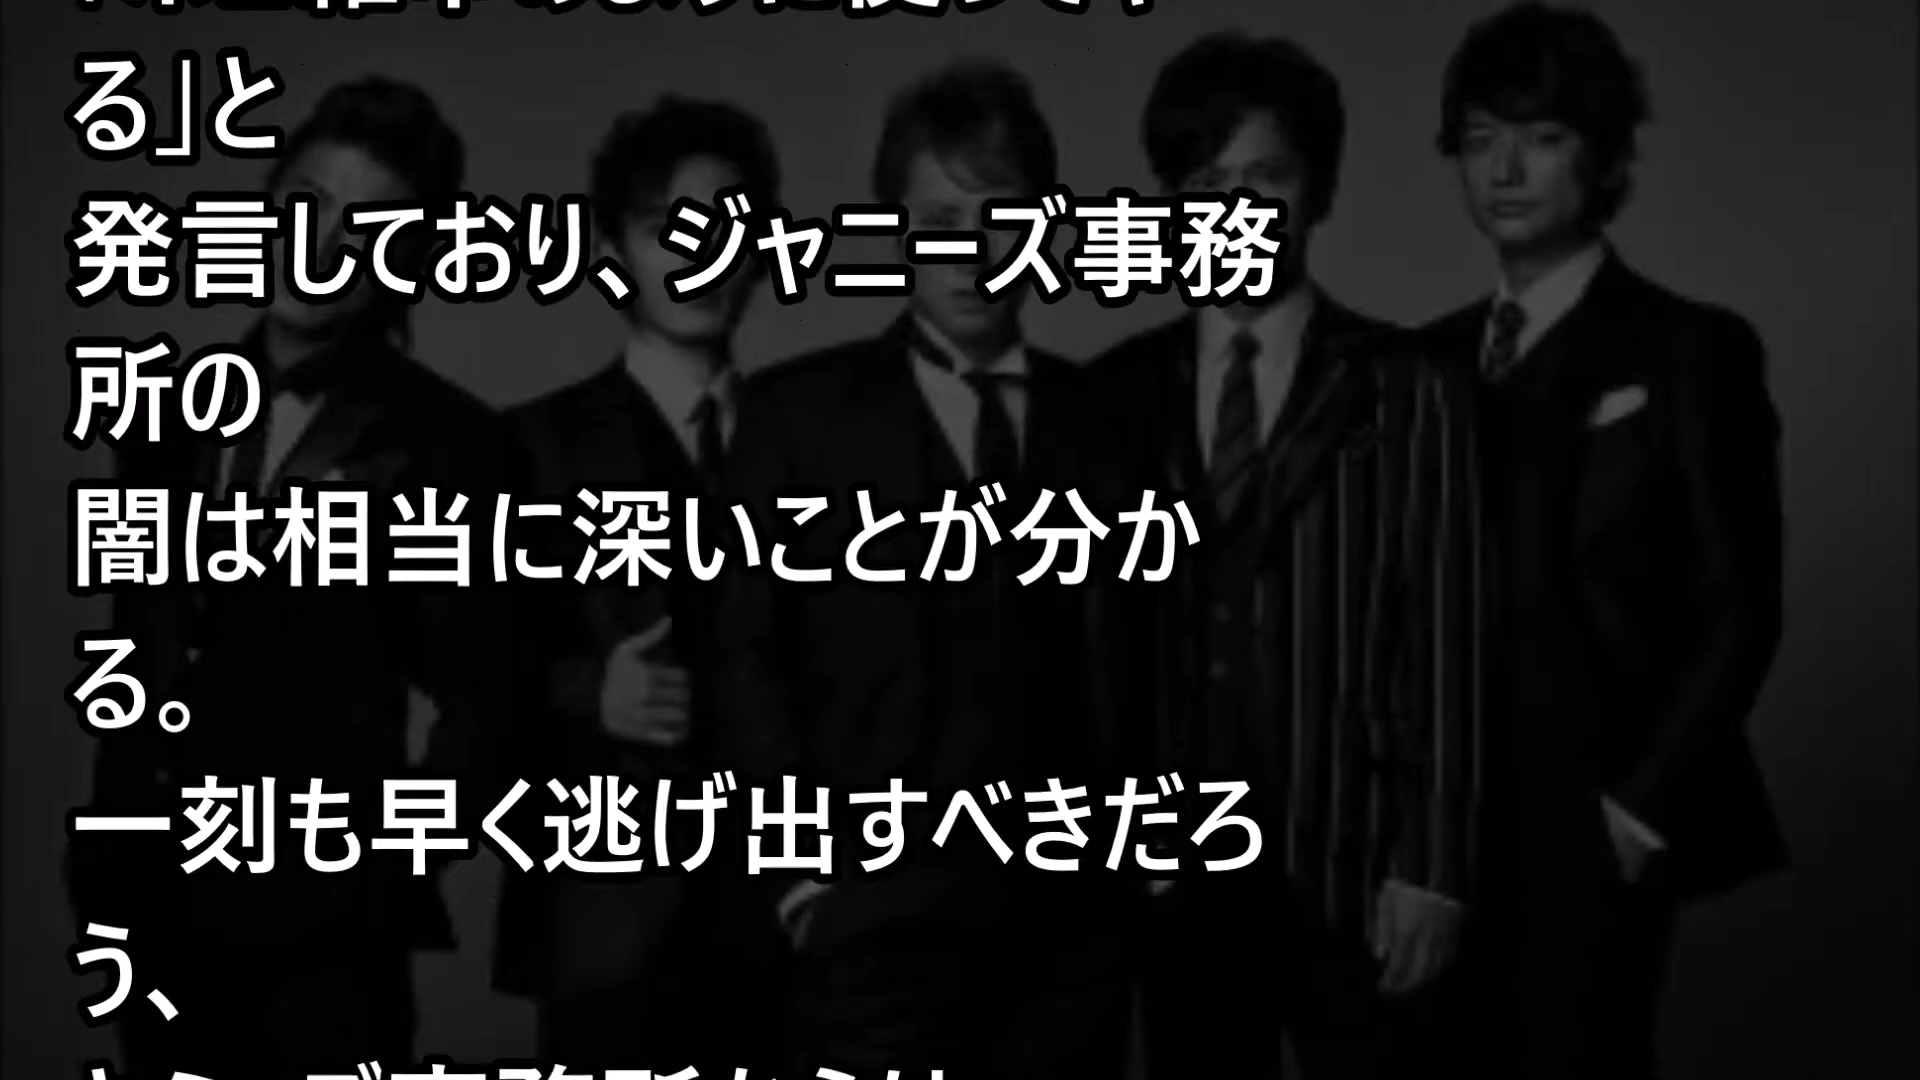 る」と
発言しており、ジャニーズ事務
所の
闇は相当に深いことが分か
る。
一刻も早く逃げ出すべきだろ
う、